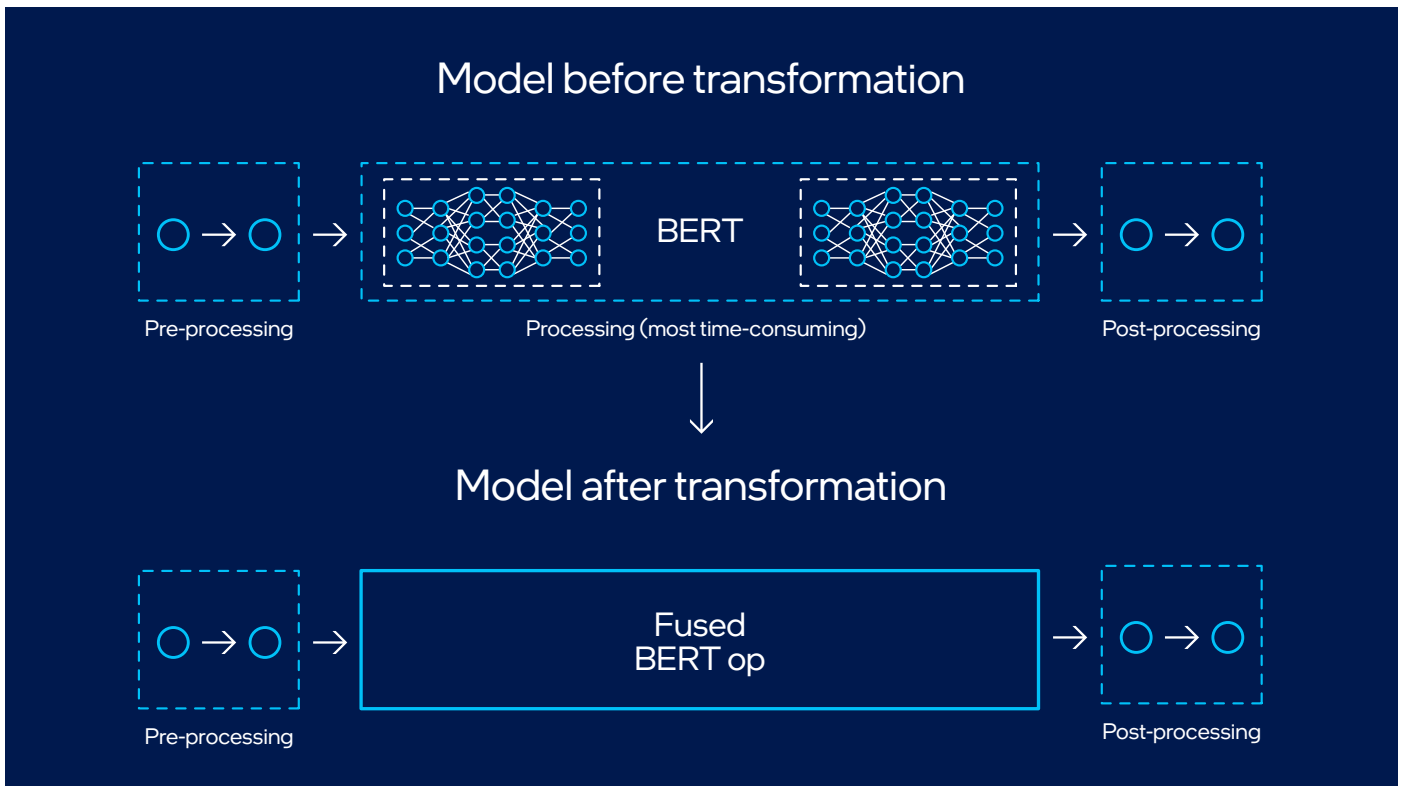 Model before transformation
BERT
Pre-processing
Processing (most time-consuming)
Post-processing
Model after transformation
Fused
BERT op
Pre-processing
Post-processing